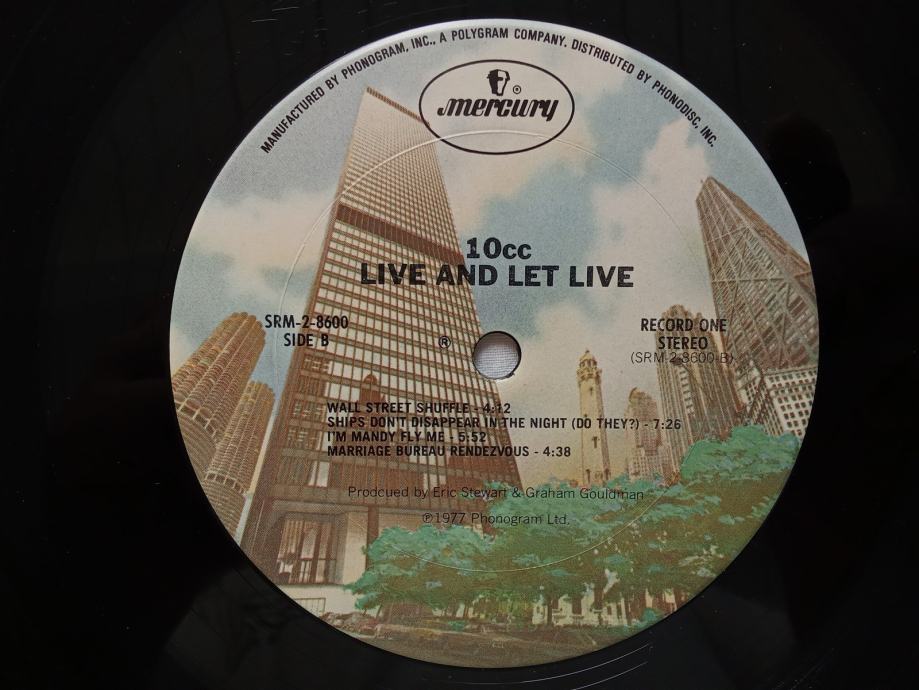 MANUFACTURED BY PHONOGRAM, INC., A POLYGRAM COMPANY. DISTRIBUTED BY PHONODISC, INC.
mercury ®
10cc
LIVE AND LET LIVE
SRM-2-8600
SIDE B
®
RECORD ONE
STEREO
(SRM-2-8600-B)
WALL STREET SHUFFLE - 4:12
SHIPS DON'T DISAPPEAR IN THE NIGHT (DO THEY?) - 7:26
I'M MANDY FLY ME - 5:52
MARRIAGE BUREAU RENDEZVOUS - 4:38
Prodcued by Eric Stewart & Graham Gouldman
℗1977 Phonogram Ltd.